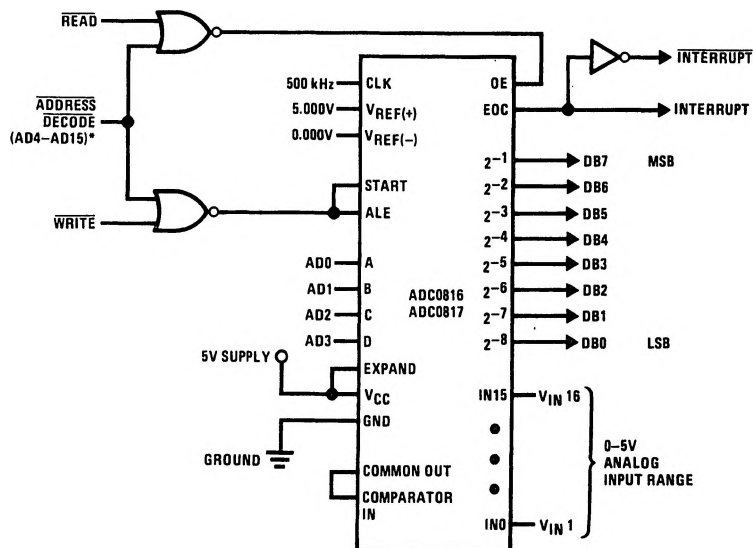 READ
ADDRESS
DECODE
(AD4–AD15)*
WRITE
500 kHz
5.000V
0.000V
AD0
AD1
AD2
AD3
5V SUPPLY
GROUND
CLK
VREF(+)
VREF(−)
START
ALE
A
B
C
D
EXPAND
VCC
GND
COMMON OUT
COMPARATOR
IN
ADC0816
ADC0817
OE
EOC
2−1
2−2
2−3
2−4
2−5
2−6
2−7
2−8
IN15
IN0
INTERRUPT
INTERRUPT
DB7 MSB
DB6
DB5
DB4
DB3
DB2
DB1
DB0 LSB
VIN 16
VIN 1
0–5V
ANALOG
INPUT RANGE